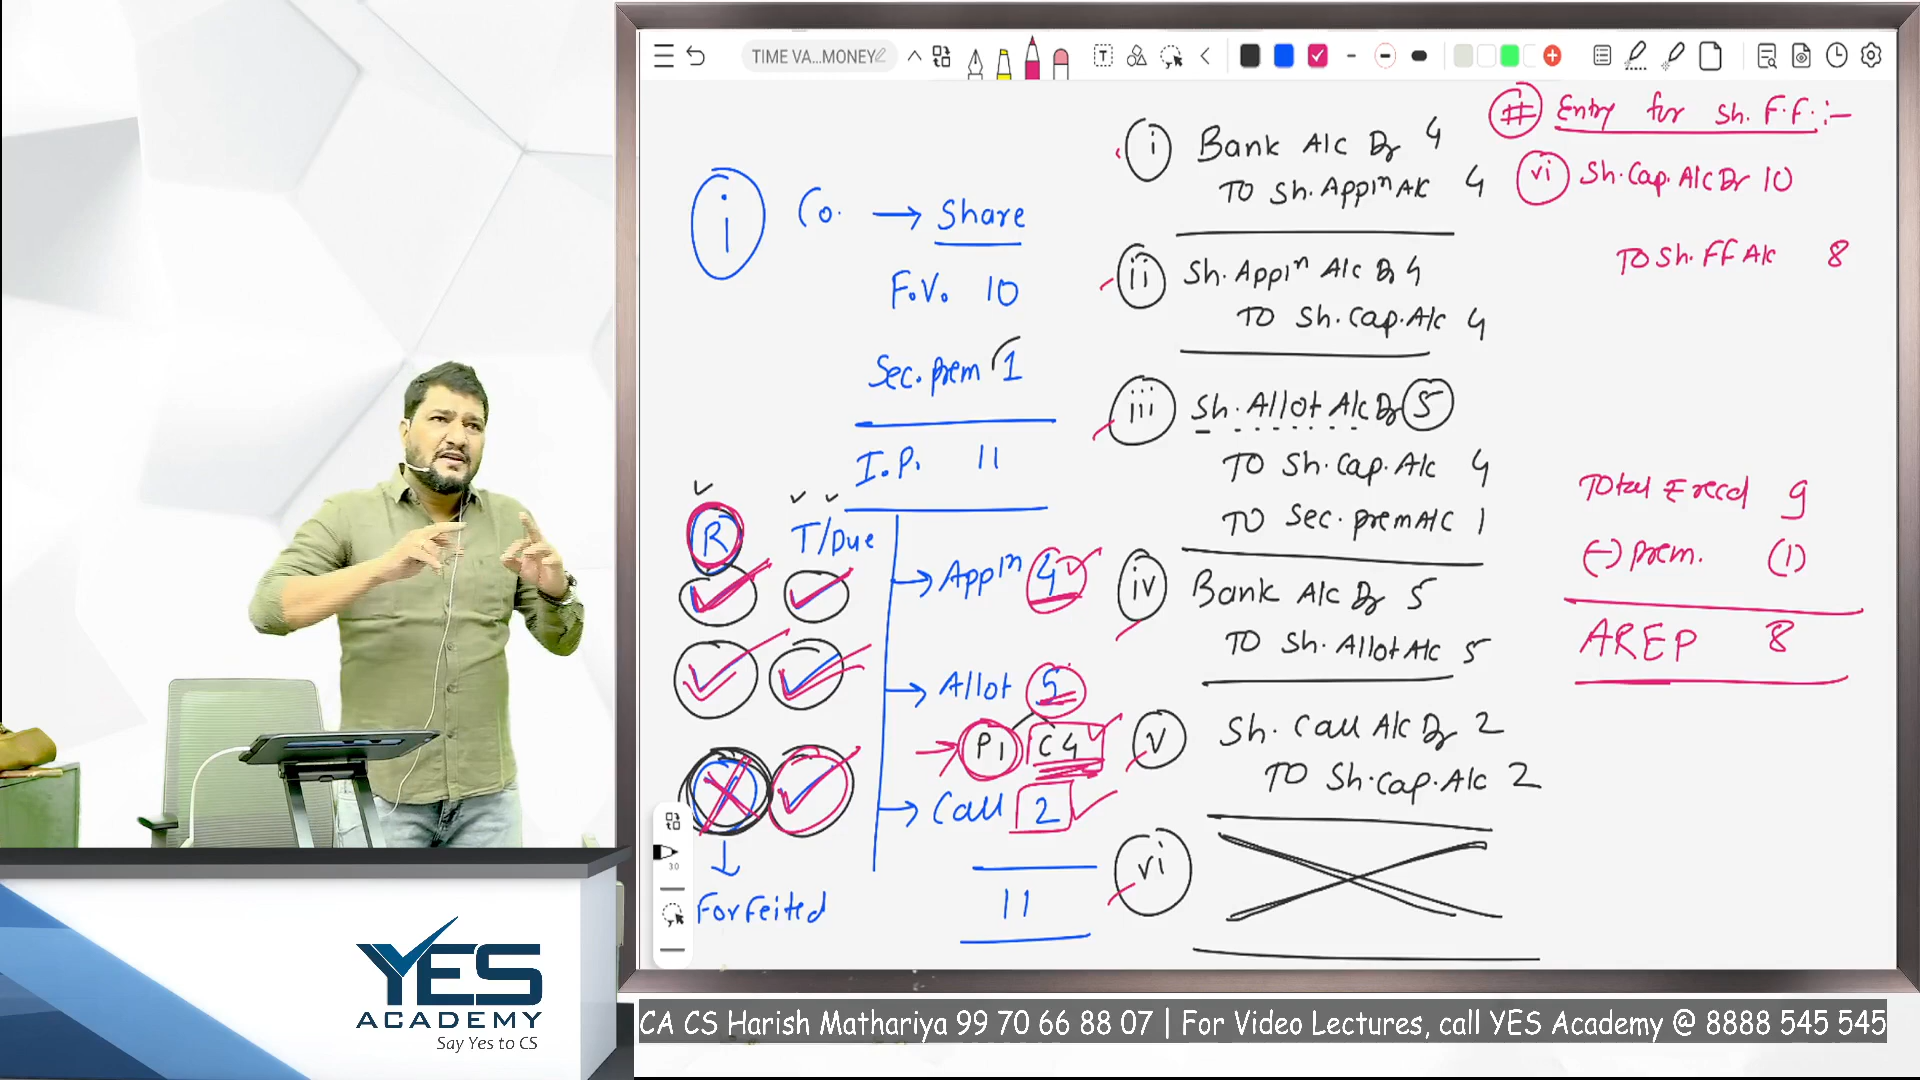 TIME VA...MONEY
i Co. → Share
F.V. 10
Sec. prem 1
I.P. 11
R T/Due
→ Appln 4
→ Allot 5
→ P1 C4
→ Call 2
11
↓
Forfeited
i Bank A/c Dr 4
To Sh. Appln A/c 4
ii Sh. Appln A/c Dr 4
To Sh. Cap. A/c 4
iii Sh. Allot A/c Dr 5
To Sh. Cap. A/c 4
To Sec. prem A/c 1
iv Bank A/c Dr 5
To Sh. Allot A/c 5
v Sh. Call A/c Dr 2
To Sh. Cap. A/c 2
vi
# Entry for Sh. F.F. :-
vi Sh. Cap. A/c Dr 10
To Sh. FF A/c 8
Total ₹ recd 9
(-) prem. (1)
AREP 8
30
YES
ACADEMY
Say Yes to CS
CA CS Harish Mathariya 99 70 66 88 07 | For Video Lectures, call YES Academy @ 8888 545 545